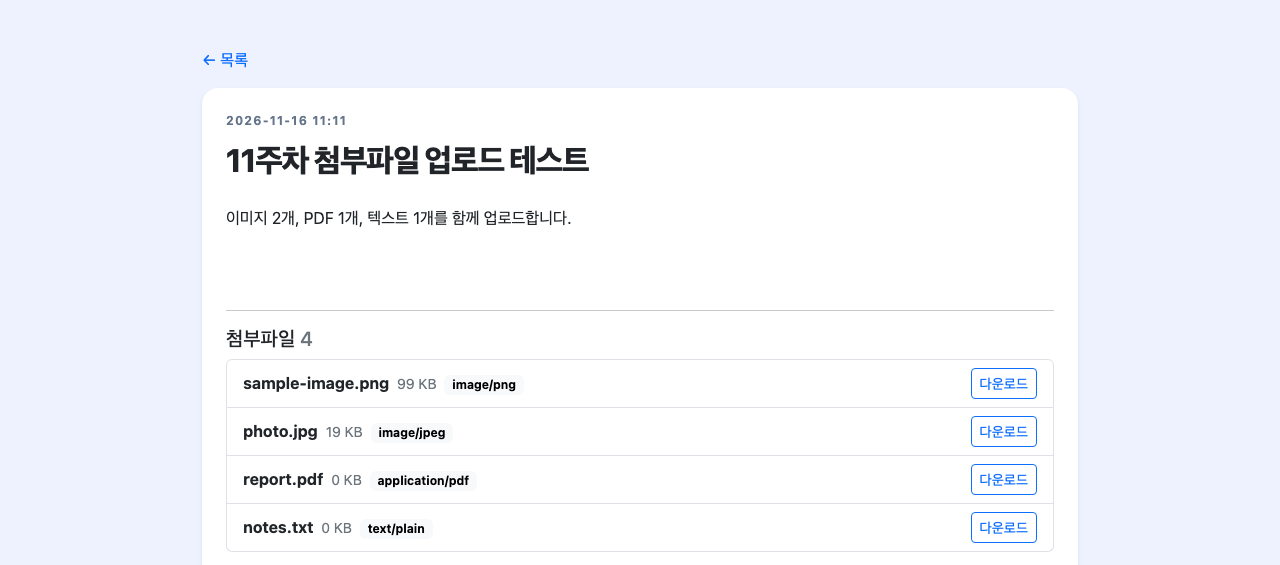 ← 목록
2026-11-16 11:11
11주차 첨부파일 업로드 테스트
이미지 2개, PDF 1개, 텍스트 1개를 함께 업로드합니다.
첨부파일 4
sample-image.png 99 KB image/png 다운로드
photo.jpg 19 KB image/jpeg 다운로드
report.pdf 0 KB application/pdf 다운로드
notes.txt 0 KB text/plain 다운로드